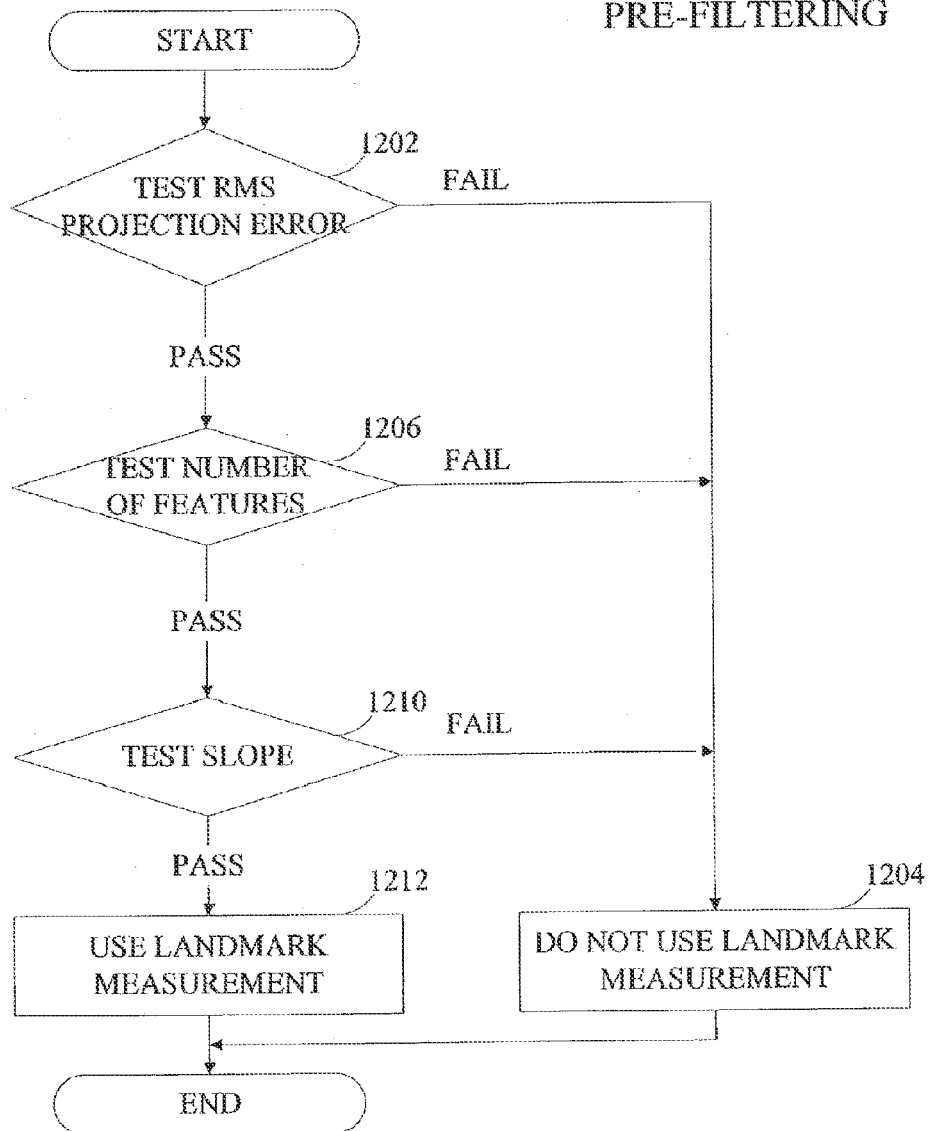 PRE-FILTERING
START
1202
TEST RMS
PROJECTION ERROR
FAIL
PASS
1206
TEST NUMBER
OF FEATURES
FAIL
PASS
1210
TEST SLOPE
FAIL
PASS
1212
USE LANDMARK
MEASUREMENT
1204
DO NOT USE LANDMARK
MEASUREMENT
END